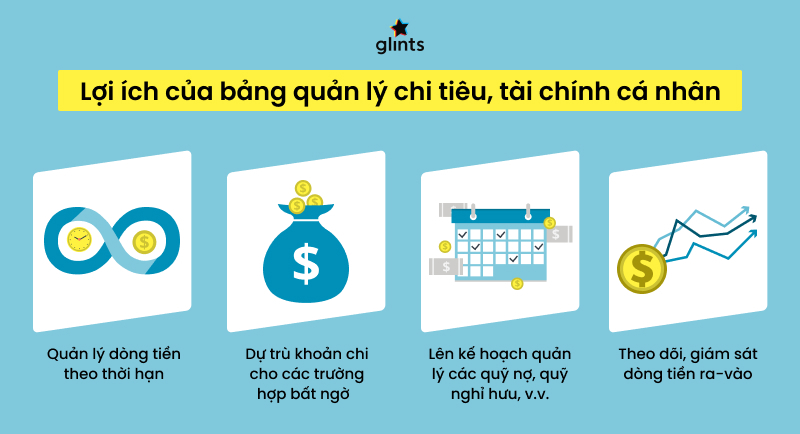 glints
Lợi ích của bảng quản lý chi tiêu, tài chính cá nhân
$
$
$
$
$
Quản lý dòng tiền
theo thời hạn
Dự trù khoản chi
cho các trường
hợp bất ngờ
Lên kế hoạch quản
lý các quỹ nợ, quỹ
nghỉ hưu, v.v.
Theo dõi, giám sát
dòng tiền ra-vào